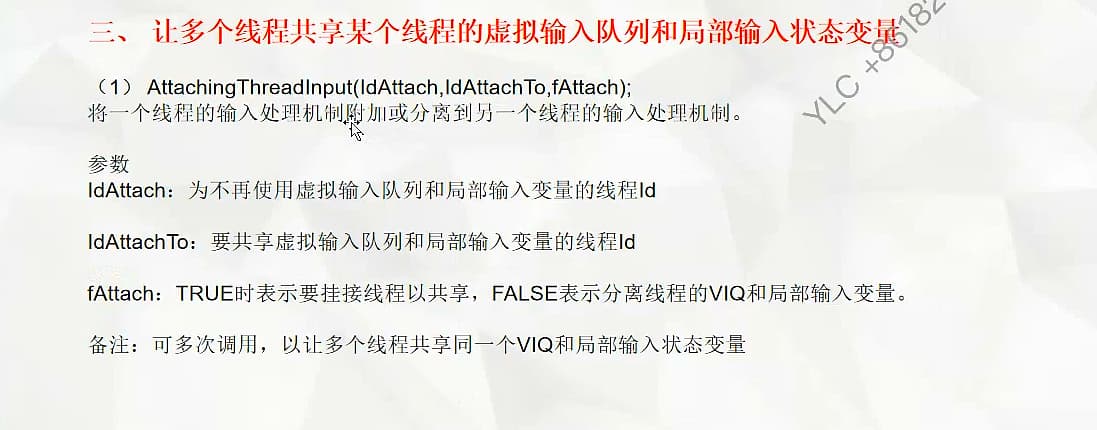 三、 让多个线程共享某个线程的虚拟输入队列和局部输入状态变量
（1） AttachingThreadInput(IdAttach,IdAttachTo,fAttach);
将一个线程的输入处理机制附加或分离到另一个线程的输入处理机制。
参数
IdAttach：为不再使用虚拟输入队列和局部输入变量的线程Id
IdAttachTo：要共享虚拟输入队列和局部输入变量的线程Id
fAttach：TRUE时表示要挂接线程以共享，FALSE表示分离线程的VIQ和局部输入变量。
备注：可多次调用，以让多个线程共享同一个VIQ和局部输入状态变量
YLC +86182